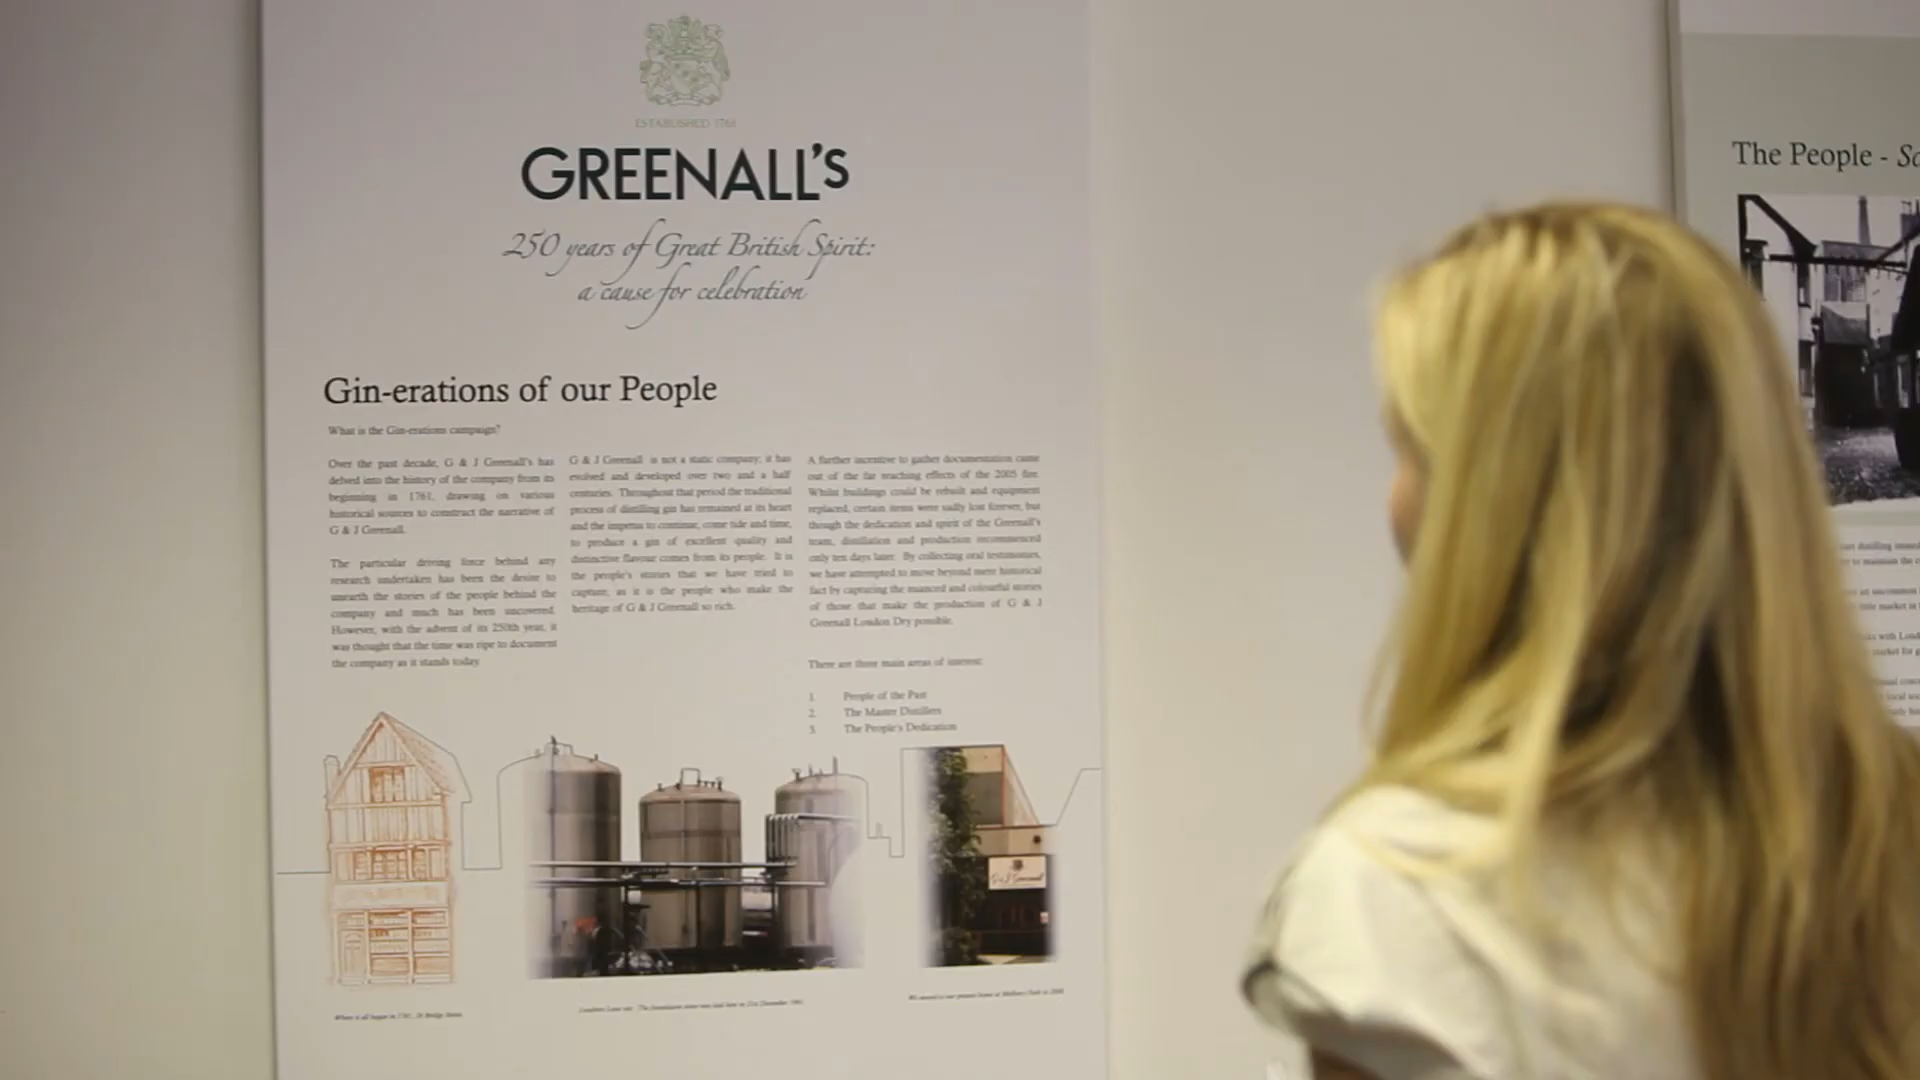 ESTABLISHED 1761
GREENALL'S
250 years of Great British Spirit:
a cause for celebration
Gin-erations of our People
What is the Gin-erations campaign?
Over the past decade, G & J Greenall's has
delved into the history of the company from its
beginning in 1761, drawing on various
historical sources to construct the narrative of
G & J Greenall.
The particular driving force behind any
research undertaken has been the desire to
unearth the stories of the people behind the
company and much has been uncovered.
However, with the advent of its 250th year, it
was thought that the time was ripe to document
the company as it stands today
G & J Greenall is not a static company; it has
evolved and developed over two and a half
centuries. Throughout that period the traditional
process of distilling gin has remained at its heart
and the impetus to continue, come tide and time,
to produce a gin of excellent quality and
distinctive flavour comes from its people. It is
the people's stories that we have tried to
capture, as it is the people who make the
heritage of G & J Greenall so rich.
A further incentive to gather documentation came
out of the far reaching effects of the 2005 fire.
Whilst buildings could be rebuilt and equipment
replaced, certain items were sadly lost forever, but
though the dedication and spirit of the Greenall's
team, distillation and production recommenced
only ten days later. By collecting oral testimonies,
we have attempted to move beyond mere historical
fact by capturing the nuanced and colourful stories
of those that make the production of G & J
Greenall London Dry possible.
There are three main areas of interest:
1. People of the Past
2. The Master Distillers
3. The People's Dedication
G & J Greenall
The People - So